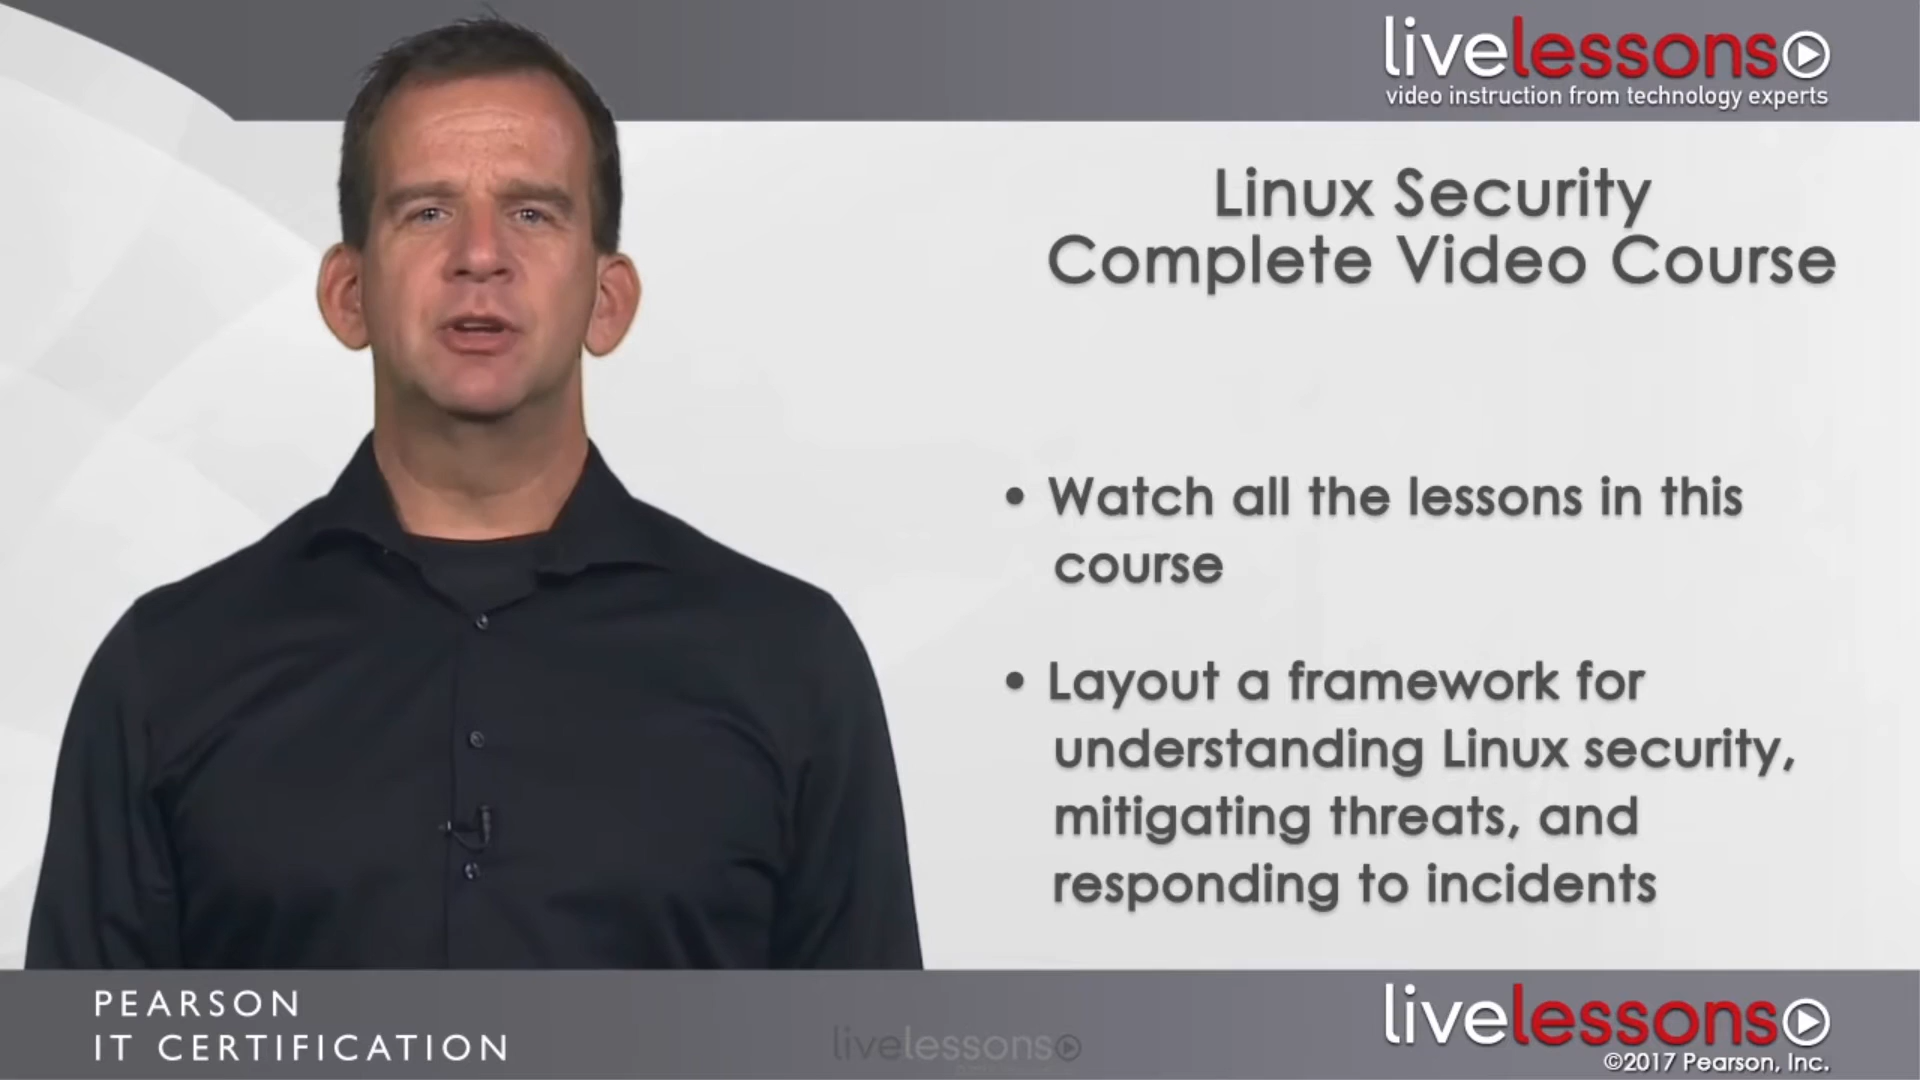 livelessons
video instruction from technology experts
Linux Security
Complete Video Course
• Watch all the lessons in this
course
• Layout a framework for
understanding Linux security,
mitigating threats, and
responding to incidents
PEARSON
IT CERTIFICATION
livelessons
livelessons
©2017 Pearson, Inc.